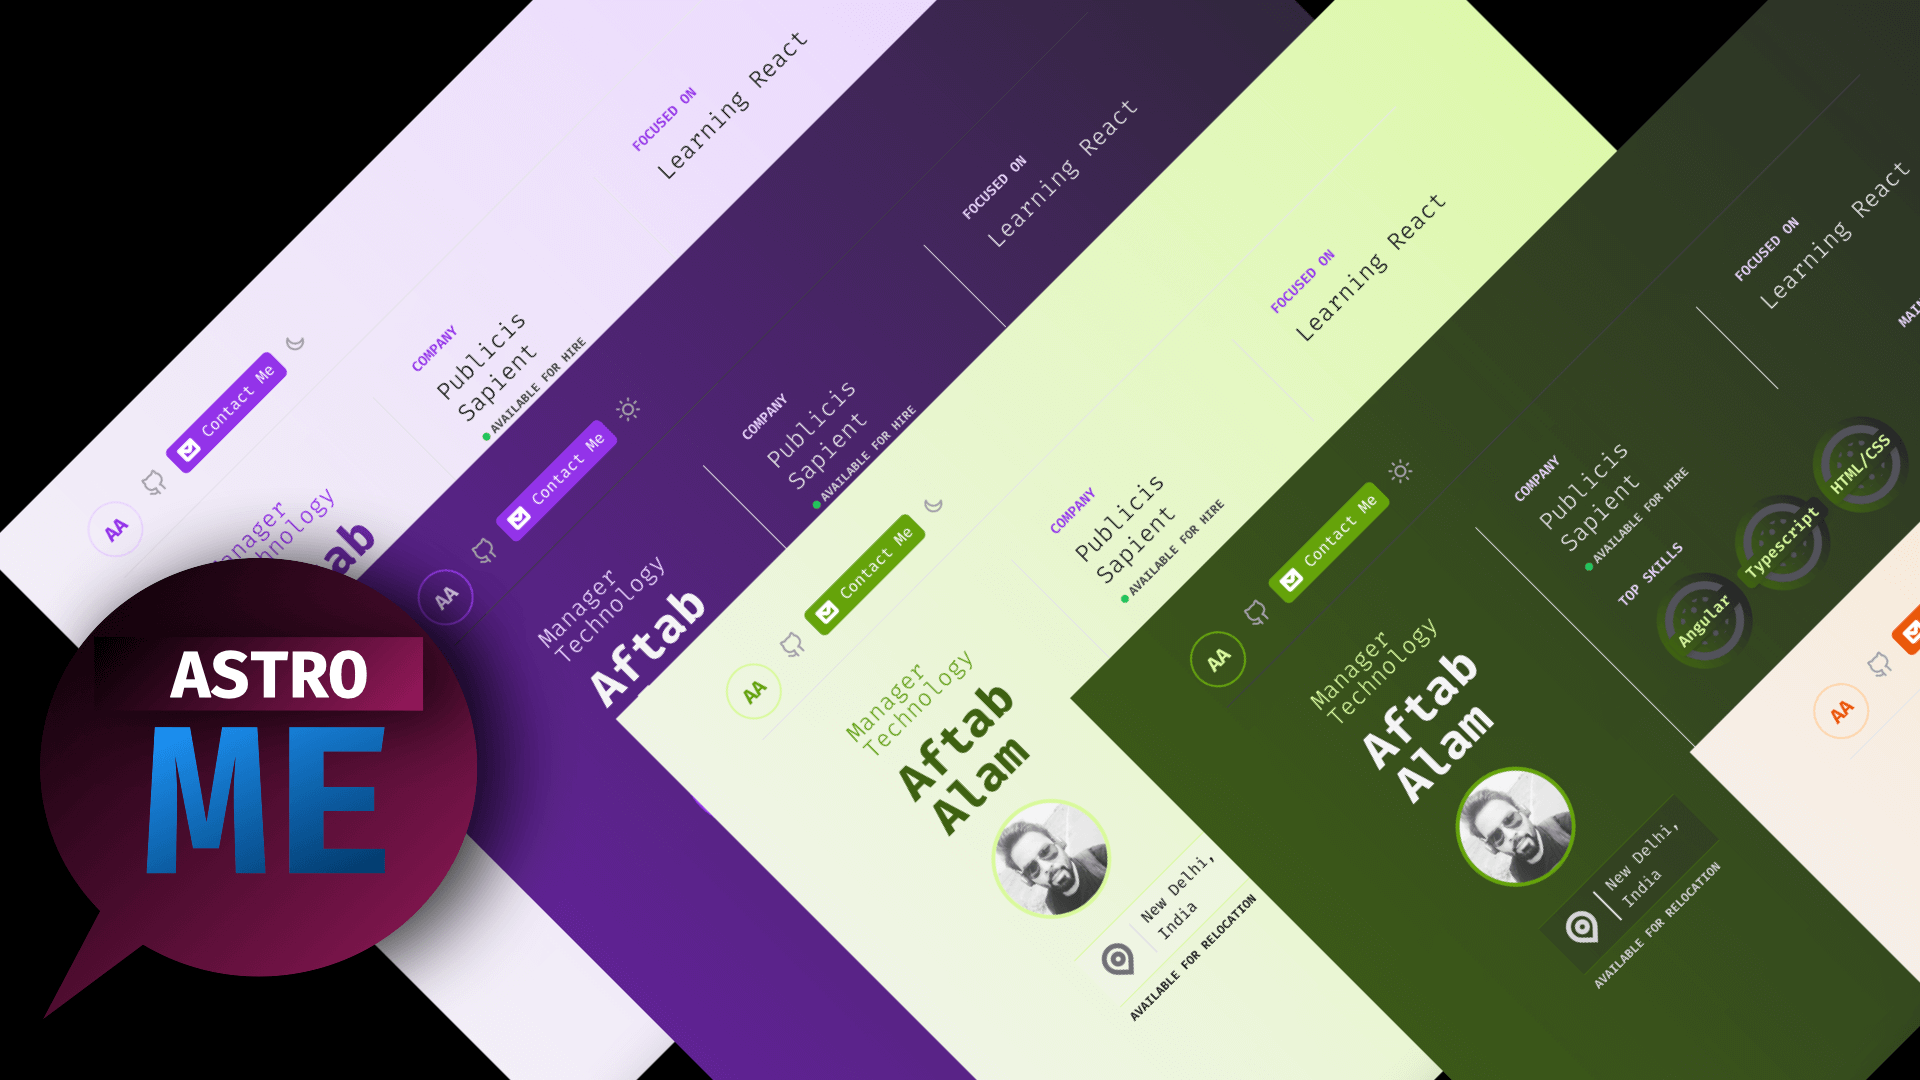 ASTRO
ME
AA
Contact Me
Manager
Technology
COMPANY
Publicis
Sapient
AVAILABLE FOR HIRE
FOCUSED ON
Learning React
AA
Contact Me
Manager
Technology
Aftab
COMPANY
Publicis
Sapient
AVAILABLE FOR HIRE
FOCUSED ON
Learning React
AA
Contact Me
Manager
Technology
Aftab
Alam
New Delhi,
India
AVAILABLE FOR RELOCATION
COMPANY
Publicis
Sapient
AVAILABLE FOR HIRE
FOCUSED ON
Learning React
AA
Contact Me
Manager
Technology
Aftab
Alam
New Delhi,
India
AVAILABLE FOR RELOCATION
COMPANY
Publicis
Sapient
AVAILABLE FOR HIRE
TOP SKILLS
Angular
Typescript
HTML/CSS
FOCUSED ON
Learning React
AA